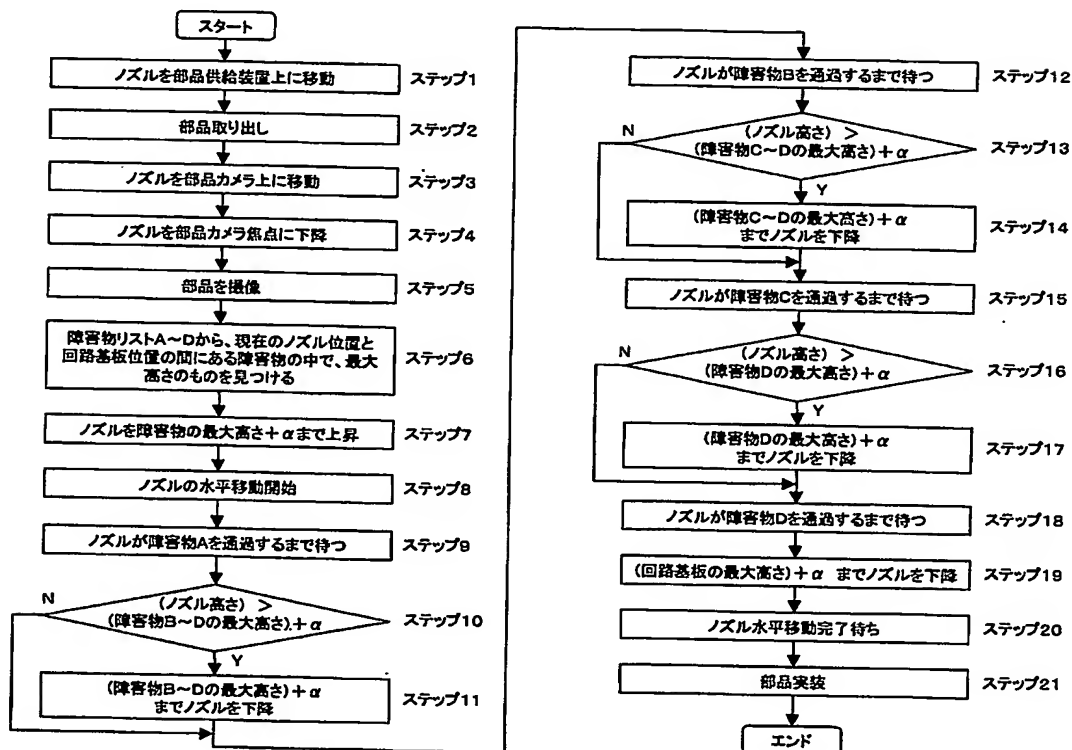 スタート
ノズルを部品供給装置上に移動 ステップ1
部品取り出し ステップ2
ノズルを部品カメラ上に移動 ステップ3
ノズルを部品カメラ焦点に下降 ステップ4
部品を撮像 ステップ5
障害物リストA~Dから、現在のノズル位置と
回路基板位置の間にある障害物の中で、最大
高さのものを見つける
ステップ6
ノズルを障害物の最大高さ+αまで上昇 ステップ7
ノズルの水平移動開始 ステップ8
ノズルが障害物Aを通過するまで待つ ステップ9
N
(ノズル高さ) >
(障害物B~Dの最大高さ)+α
ステップ10
Y
(障害物B~Dの最大高さ)+α
までノズルを下降
ステップ11
ノズルが障害物Bを通過するまで待つ ステップ12
N
(ノズル高さ) >
(障害物C~Dの最大高さ)+α
ステップ13
Y
(障害物C~Dの最大高さ)+α
までノズルを下降
ステップ14
ノズルが障害物Cを通過するまで待つ ステップ15
N
(ノズル高さ) >
(障害物Dの最大高さ)+α
ステップ16
Y
(障害物Dの最大高さ)+α
までノズルを下降
ステップ17
ノズルが障害物Dを通過するまで待つ ステップ18
(回路基板の最大高さ)+α までノズルを下降 ステップ19
ノズル水平移動完了待ち ステップ20
部品実装 ステップ21
エンド